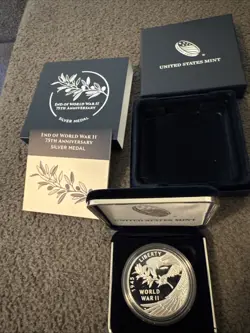 END OF WORLD WAR II
75TH ANNIVERSARY
SILVER MEDAL
UNITED STATES MINT
END OF WORLD WAR II
75TH ANNIVERSARY
SILVER MEDAL
LIBERTY
1945
WORLD
WAR II